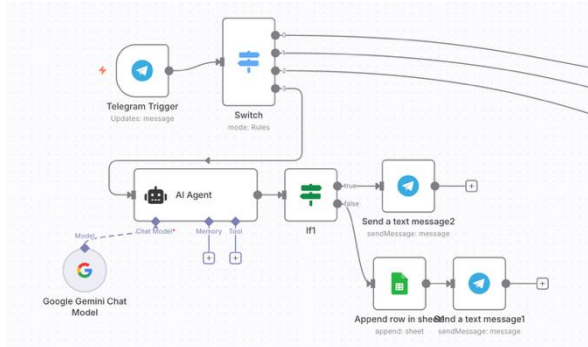 0
1
2
3
Telegram Trigger
Updates: message
Switch
mode: Rules
AI Agent
Chat Model*
Memory
Tool
Model
Google Gemini Chat
Model
If1
true
false
Send a text message2
sendMessage: message
Append row in sheet1
append: sheet
Send a text message1
sendMessage: message